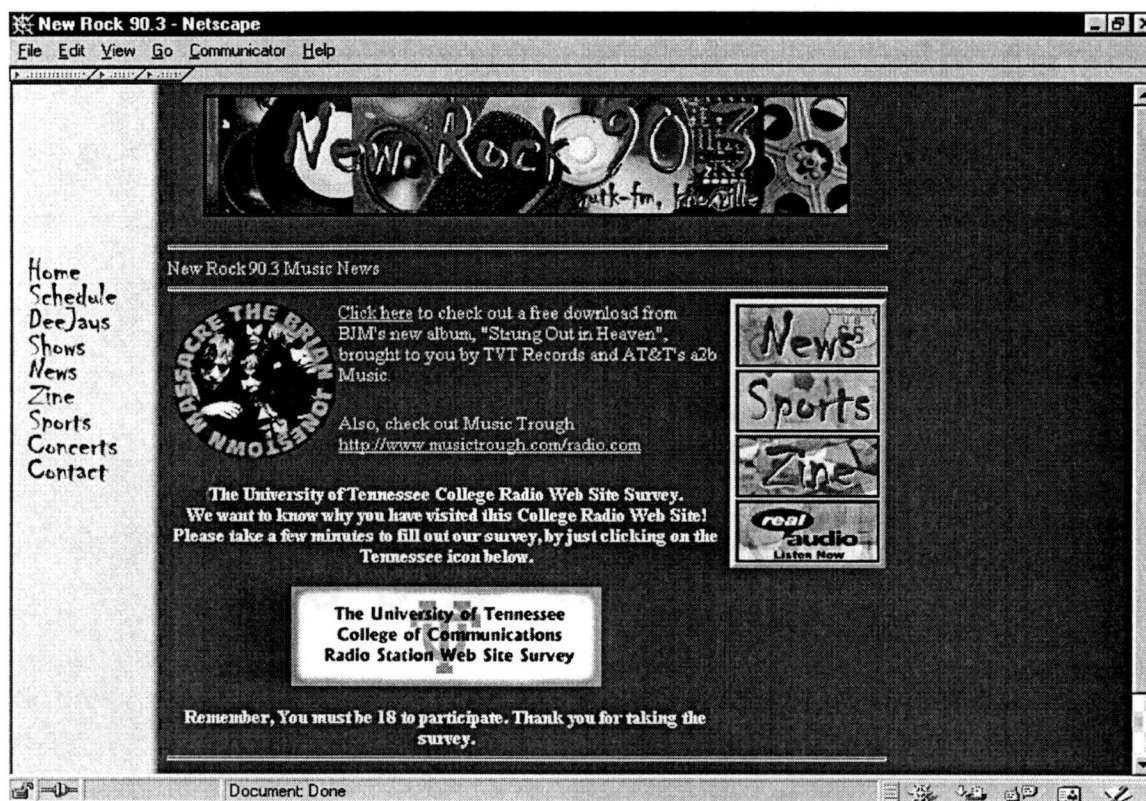 New Rock 90.3 - Netscape
File Edit View Go Communicator Help
New Rock 90.3
wutk-fm, knoxville
Home
Schedule
DeeJays
Shows
News
Zine
Sports
Concerts
Contact
New Rock 90.3 Music News
THE BRIAN JONESTOWN MASSACRE
Click here to check out a free download from
BJM's new album, "Strung Out in Heaven",
brought to you by TVT Records and AT&T's a2b
Music.
Also, check out Music Trough
http://www.musictrough.com/radio.com
The University of Tennessee College Radio Web Site Survey.
We want to know why you have visited this College Radio Web Site!
Please take a few minutes to fill out our survey, by just clicking on the
Tennessee icon below.
The University of Tennessee
College of Communications
Radio Station Web Site Survey
Remember, You must be 18 to participate. Thank you for taking the
survey.
News
Sports
Zine
real
audio
Listen Now
Document: Done